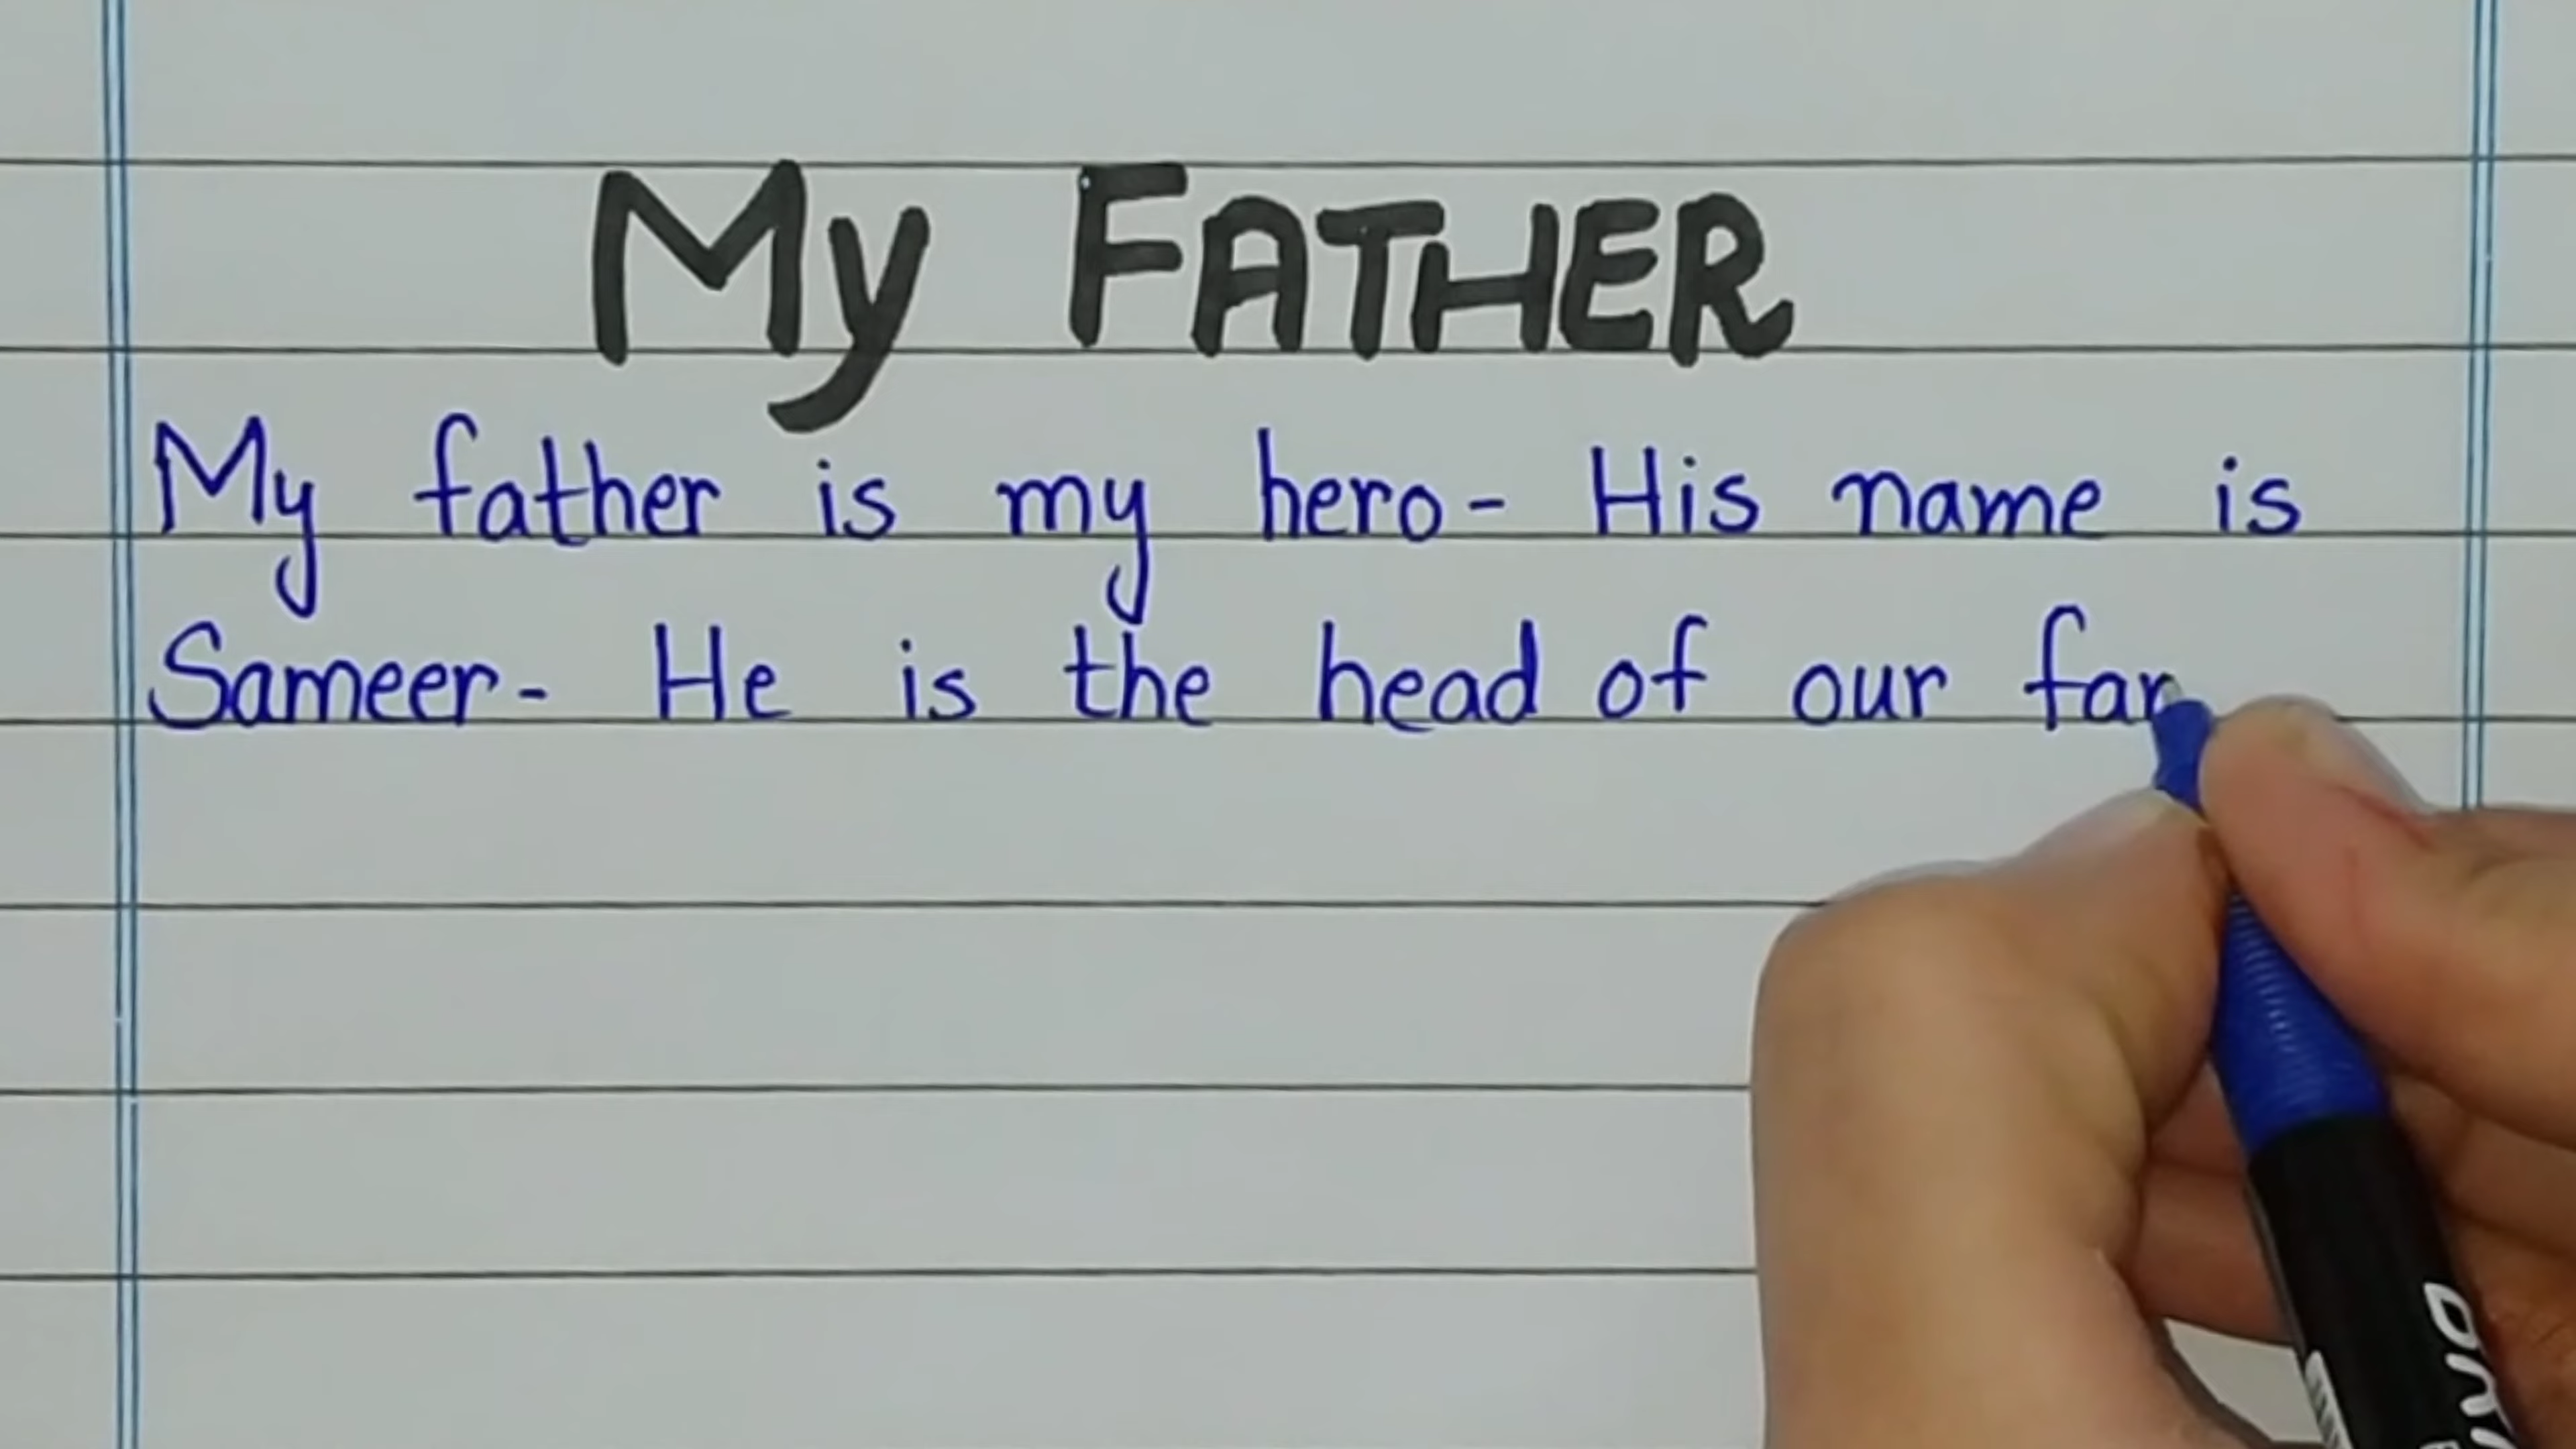 My FATHER
My father is my hero- His name is
Sameer- He is the head of our